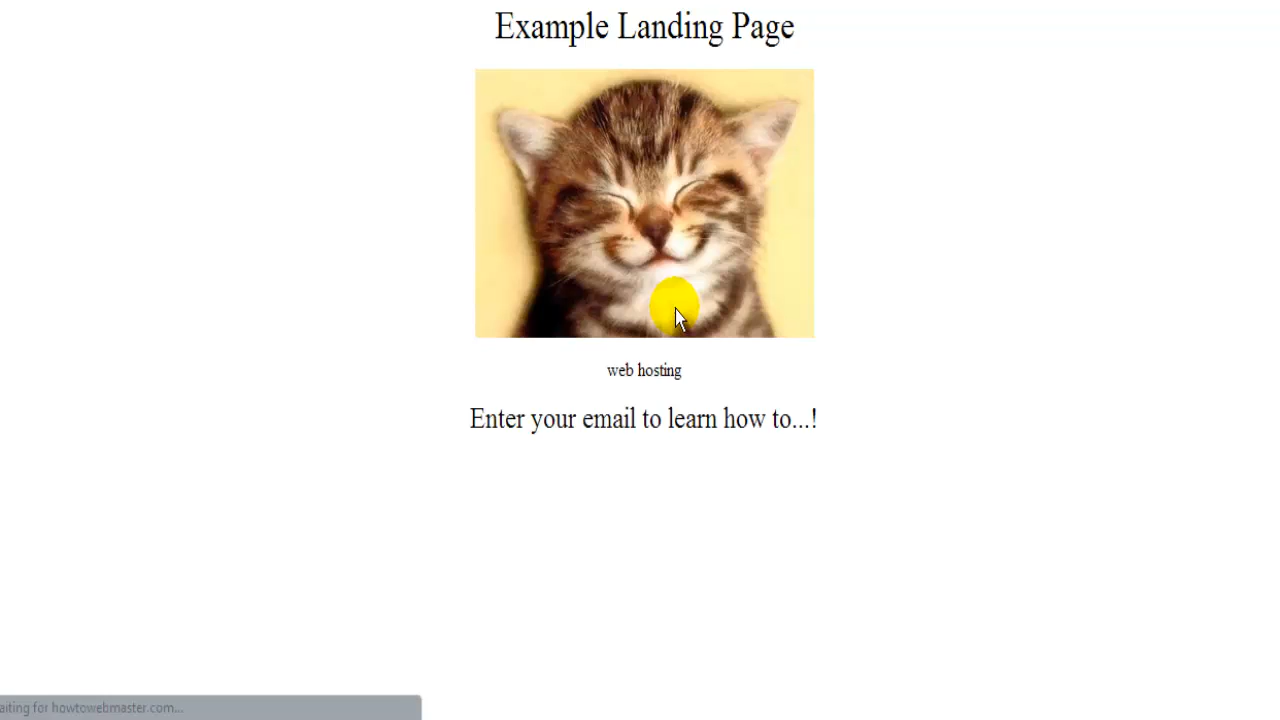 Example Landing Page
web hosting
Enter your email to learn how to...!
aiting for howtowebmaster.com...